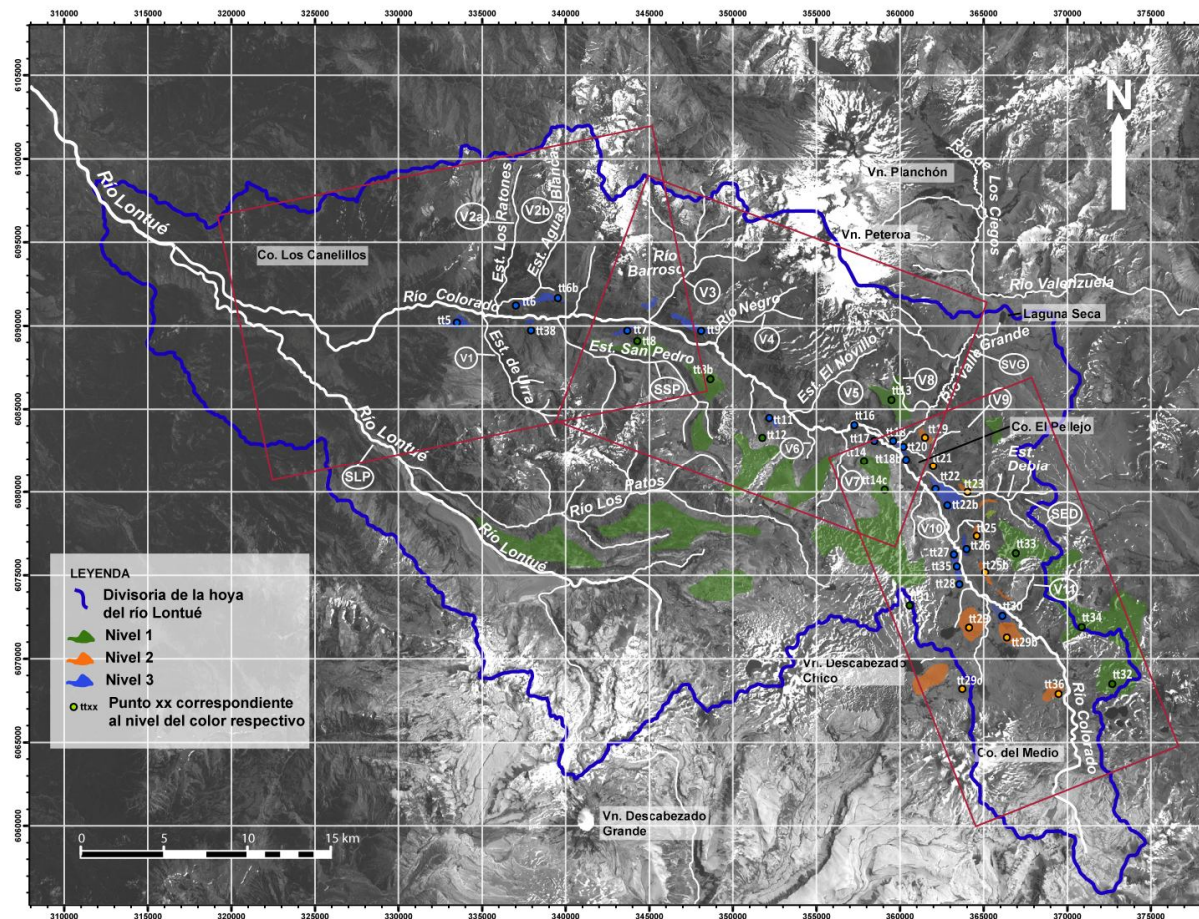 6105000
6100000
6095000
6090000
6085000
6080000
6075000
6070000
6065000
6060000
N
Río Lontué
Co. Los Canelillos
V2a
Est. Los Ratones
V2b
Est. Aguas Blancas
Río
Barroso
V3
Vn. Planchón
Vn. Peteroa
Río de
Los Ciegos
Río Valenzuela
Laguna Seca
Río Colorado
tt6
tt6b
tt5
tt38
tt7
tt8
tt9
Río Negro
V4
V1
Est. de Urra
Est. San Pedro
SSP
tt8b
Est. El Novillo
V5
V8
Río Valle Grande
SVG
V9
tt11
tt12
V6
tt16
tt13
tt17
tt18
tt18b
tt19
tt20
tt21
Co. El Pellejo
tt14
tt14c
V7
tt22
tt22b
tt23
Est. Debia
SED
SLP
Río Lontué
Río Los Patos
Río Lontué
V10
tt25
tt26
tt27
tt35
tt28
tt25b
tt33
V11
tt31
tt29
tt30
tt29b
tt34
tt32
tt36
Vn. Descabezado
Chico
Río Colorado
Co. del Medio
Vn. Descabezado
Grande
LEYENDA
Divisoria de la hoya
del río Lontué
Nivel 1
Nivel 2
Nivel 3
ttxx
Punto xx correspondiente
al nivel del color respectivo
0 5 10 15 km
310000 315000 320000 325000 330000 335000 340000 345000 350000 355000 360000 365000 370000 375000